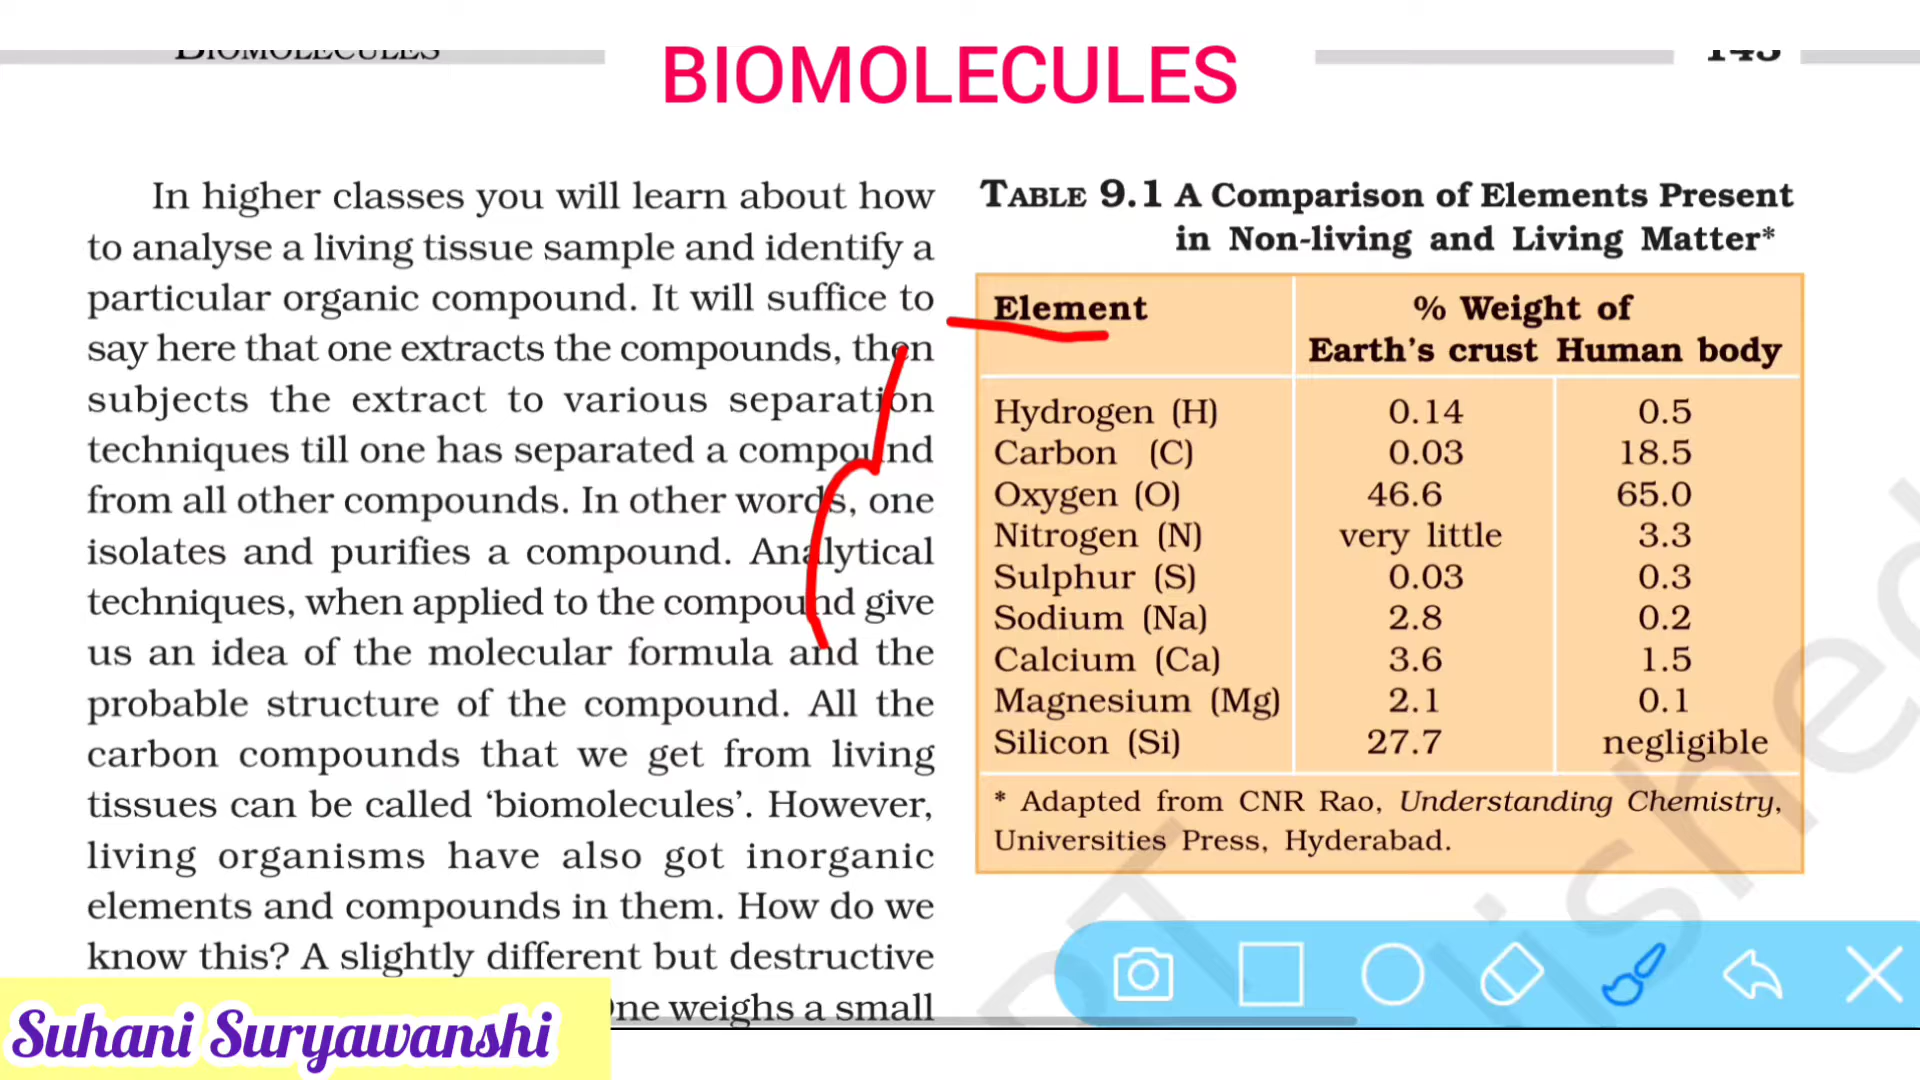 BIOMOLECULES
BIOMOLECULES
143
In higher classes you will learn about how
to analyse a living tissue sample and identify a
particular organic compound. It will suffice to
say here that one extracts the compounds, then
subjects the extract to various separation
techniques till one has separated a compound
from all other compounds. In other words, one
isolates and purifies a compound. Analytical
techniques, when applied to the compound give
us an idea of the molecular formula and the
probable structure of the compound. All the
carbon compounds that we get from living
tissues can be called ‘biomolecules’. However,
living organisms have also got inorganic
elements and compounds in them. How do we
know this? A slightly different but destructive
One weighs a small
TABLE 9.1 A Comparison of Elements Present
in Non-living and Living Matter*
Element % Weight of
Earth's crust Human body
Hydrogen (H) 0.14 0.5
Carbon (C) 0.03 18.5
Oxygen (O) 46.6 65.0
Nitrogen (N) very little 3.3
Sulphur (S) 0.03 0.3
Sodium (Na) 2.8 0.2
Calcium (Ca) 3.6 1.5
Magnesium (Mg) 2.1 0.1
Silicon (Si) 27.7 negligible
* Adapted from CNR Rao, Understanding Chemistry,
Universities Press, Hyderabad.
Suhani Suryawanshi